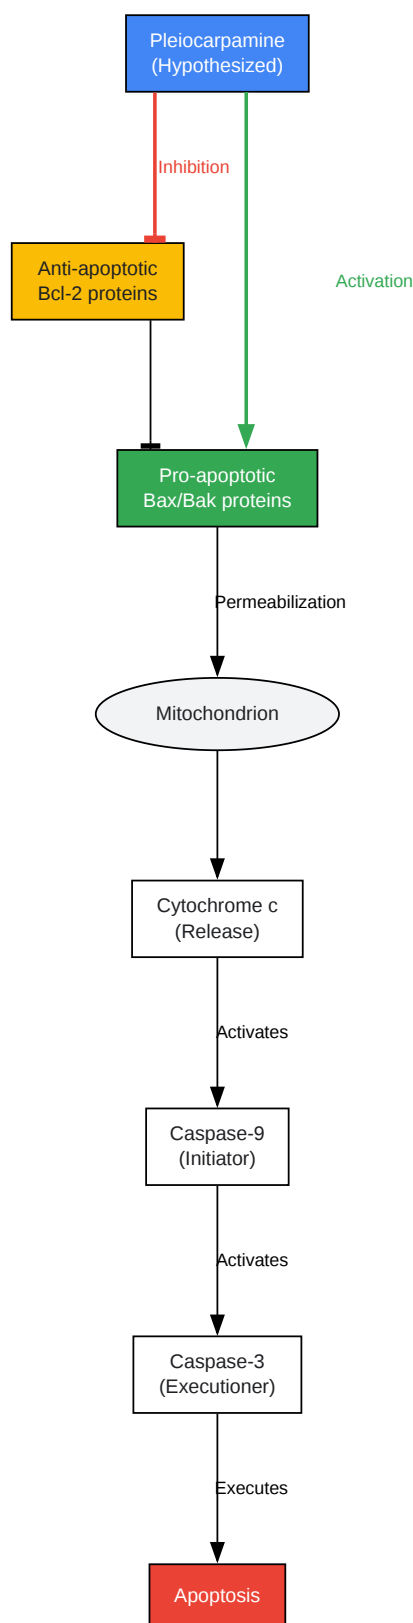 Pleiocarpamine
(Hypothesized)
Inhibition
Anti-apoptotic
Bcl-2 proteins
Activation
Pro-apoptotic
Bax/Bak proteins
Permeabilization
Mitochondrion
Cytochrome c
(Release)
Activates
Caspase-9
(Initiator)
Activates
Caspase-3
(Executioner)
Executes
Apoptosis